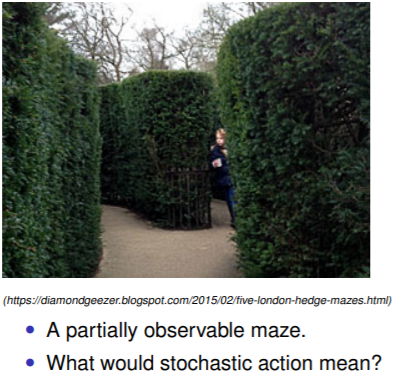 (https://diamondgeezer.blogspot.com/2015/02/five-london-hedge-mazes.html)
• A partially observable maze.
• What would stochastic action mean?